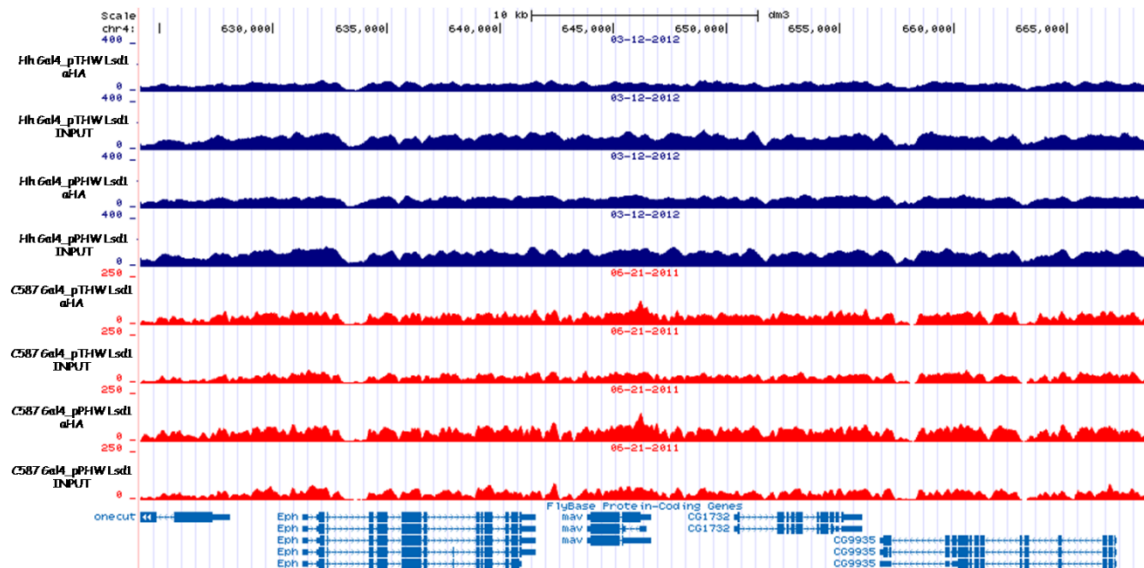 Scale 10 kb dm3
chr4: 630,000 635,000 640,000 645,000 650,000 655,000 660,000 665,000
400 _ 03-12-2012
Hh Gal4_pTHW Lsd1
αHA
0 _
400 _ 03-12-2012
Hh Gal4_pTHW Lsd1
INPUT
0 _
400 _ 03-12-2012
Hh Gal4_pPHW Lsd1
αHA
0 _
400 _ 03-12-2012
Hh Gal4_pPHW Lsd1
INPUT
0 _
250 _ 06-21-2011
C587 Gal4_pTHW Lsd1
αHA
0 _
250 _ 06-21-2011
C587 Gal4_pTHW Lsd1
INPUT
0 _
250 _ 06-21-2011
C587 Gal4_pPHW Lsd1
αHA
0 _
250 _ 06-21-2011
C587 Gal4_pPHW Lsd1
INPUT
0 _
FlyBase Protein-Coding Genes
onecut Eph mav CG1732
Eph mav CG1732
Eph mav CG9935
Eph CG9935
Eph CG9935